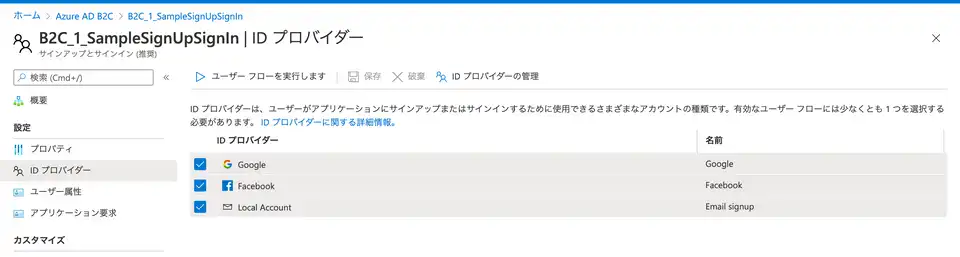 ホーム > Azure AD B2C > B2C_1_SampleSignUpSignIn
B2C_1_SampleSignUpSignIn | ID プロバイダー
サインアップとサインイン (推奨)
検索 (Cmd+/)
ユーザー フローを実行します 保存 破棄 ID プロバイダーの管理
概要
設定
プロパティ
ID プロバイダー
ユーザー属性
アプリケーション要求
カスタマイズ
ID プロバイダーは、ユーザーがアプリケーションにサインアップまたはサインインするために使用できるさまざまなアカウントの種類です。有効なユーザー フローには少なくとも 1 つを選択する
必要があります。 ID プロバイダーに関する詳細情報。
ID プロバイダー 名前
Google Google
Facebook Facebook
Local Account Email signup